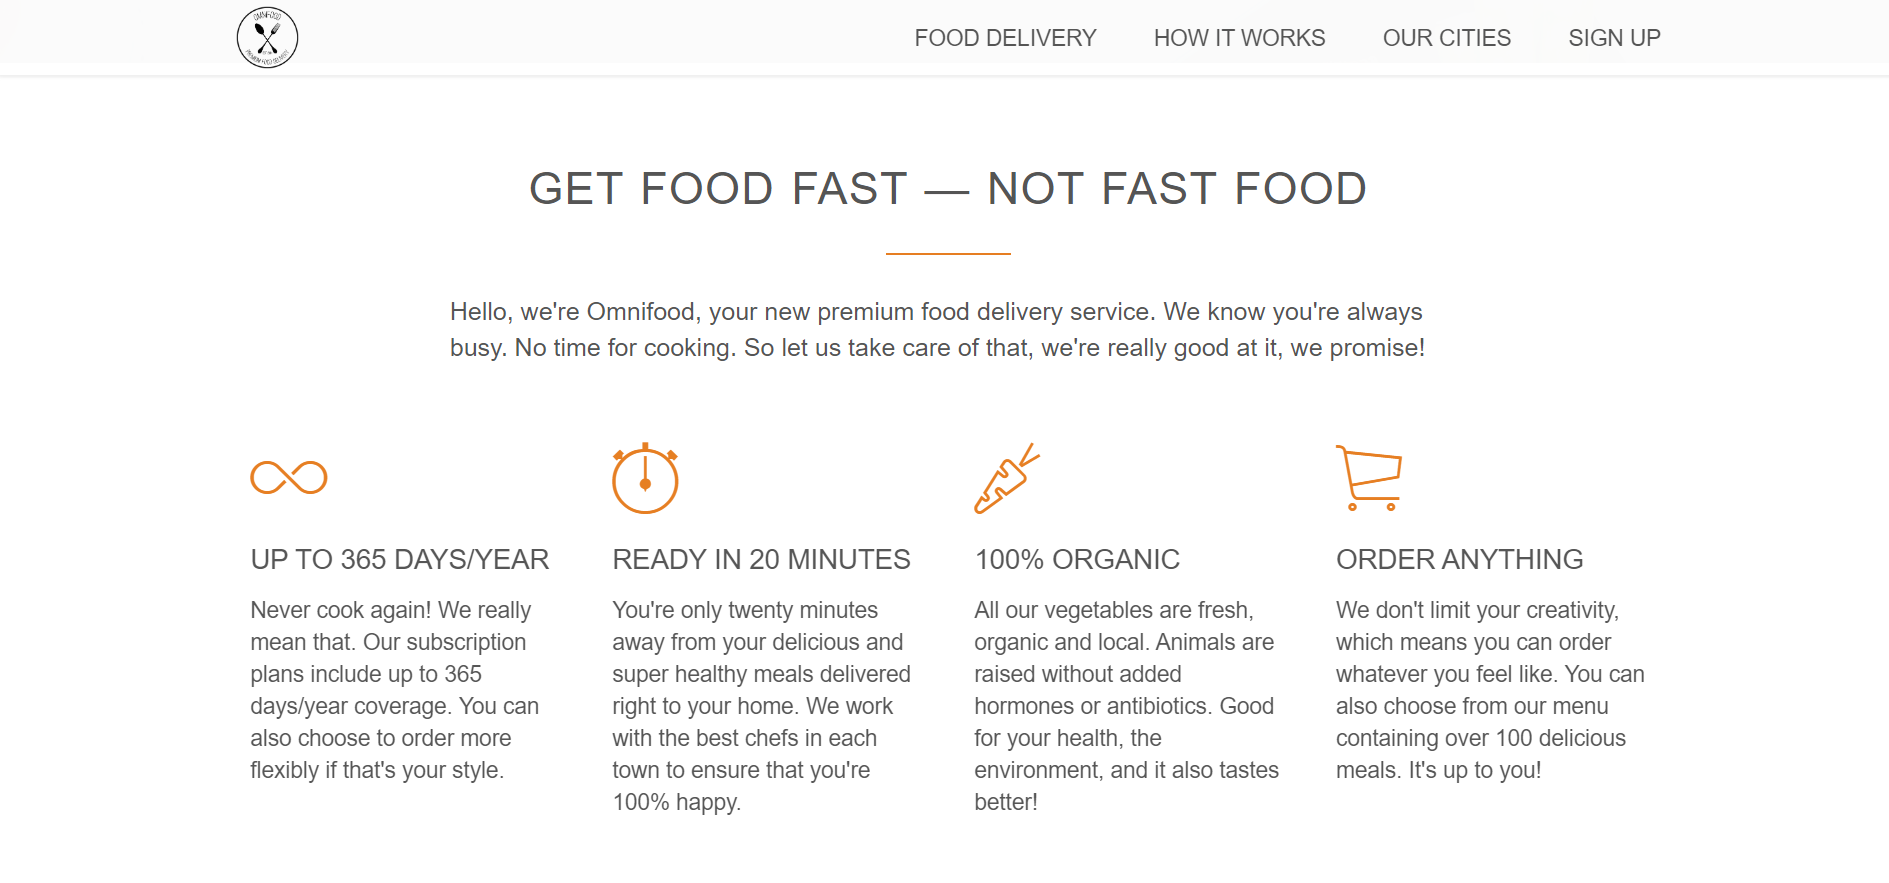 OMNIFOOD
PREMIUM FOOD DELIVERY
FOOD DELIVERY
HOW IT WORKS
OUR CITIES
SIGN UP
GET FOOD FAST — NOT FAST FOOD
Hello, we're Omnifood, your new premium food delivery service. We know you're always
busy. No time for cooking. So let us take care of that, we're really good at it, we promise!
UP TO 365 DAYS/YEAR
Never cook again! We really
mean that. Our subscription
plans include up to 365
days/year coverage. You can
also choose to order more
flexibly if that's your style.
READY IN 20 MINUTES
You're only twenty minutes
away from your delicious and
super healthy meals delivered
right to your home. We work
with the best chefs in each
town to ensure that you're
100% happy.
100% ORGANIC
All our vegetables are fresh,
organic and local. Animals are
raised without added
hormones or antibiotics. Good
for your health, the
environment, and it also tastes
better!
ORDER ANYTHING
We don't limit your creativity,
which means you can order
whatever you feel like. You can
also choose from our menu
containing over 100 delicious
meals. It's up to you!